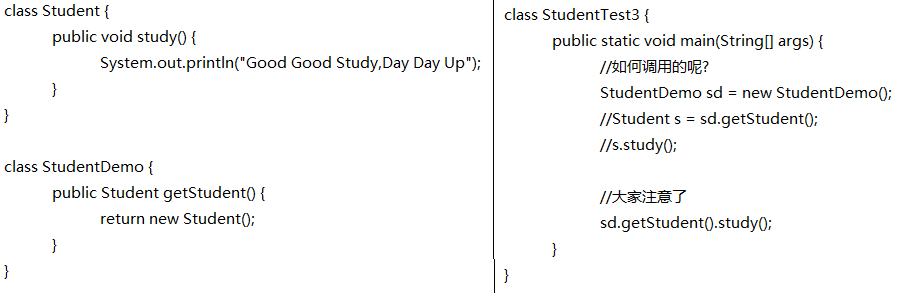 class Student {
public void study() {
System.out.println("Good Good Study,Day Day Up");
}
}
class StudentDemo {
public Student getStudent() {
return new Student();
}
}
class StudentTest3 {
public static void main(String[] args) {
//如何调用的呢?
StudentDemo sd = new StudentDemo();
//Student s = sd.getStudent();
//s.study();
//大家注意了
sd.getStudent().study();
}
}